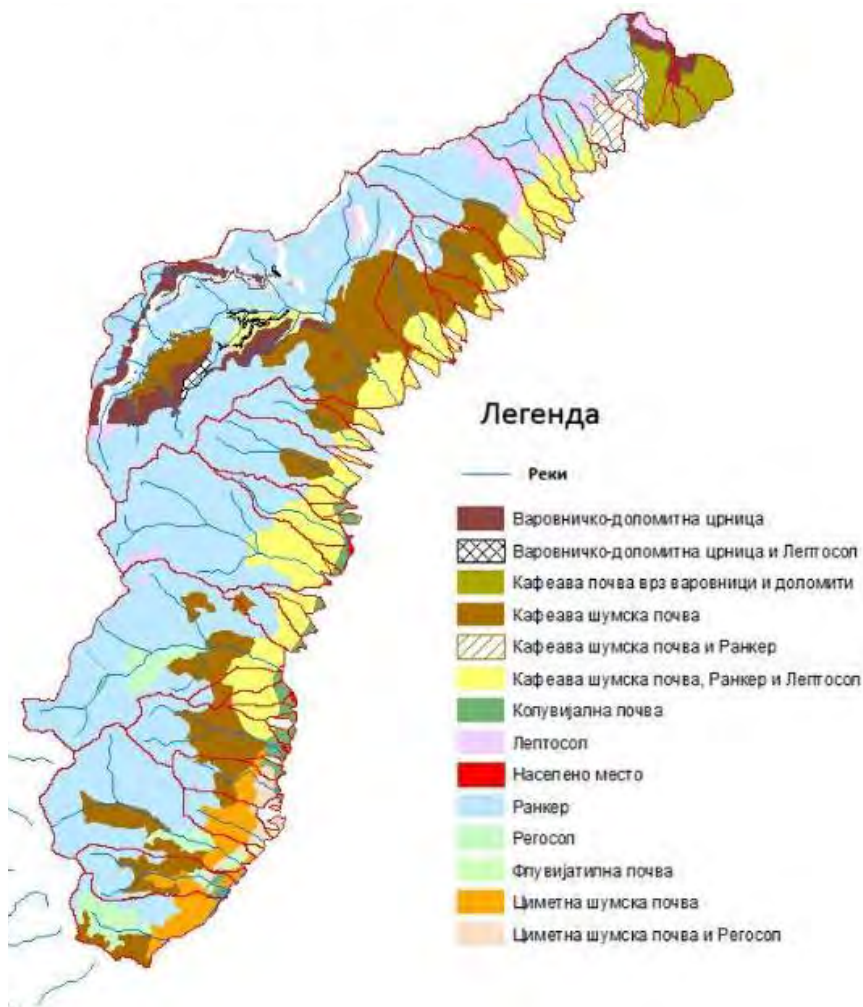 Легенда
Реки
Варовничко-доломитна црница
Варовничко-доломитна црница и Лептосол
Кафеава почва врз варовници и доломити
Кафеава шумска почва
Кафеава шумска почва и Ранкер
Кафеава шумска почва, Ранкер и Лептосол
Колувијална почва
Лептосол
Населено место
Ранкер
Регосол
Флувијатилна почва
Циметна шумска почва
Циметна шумска почва и Регосол